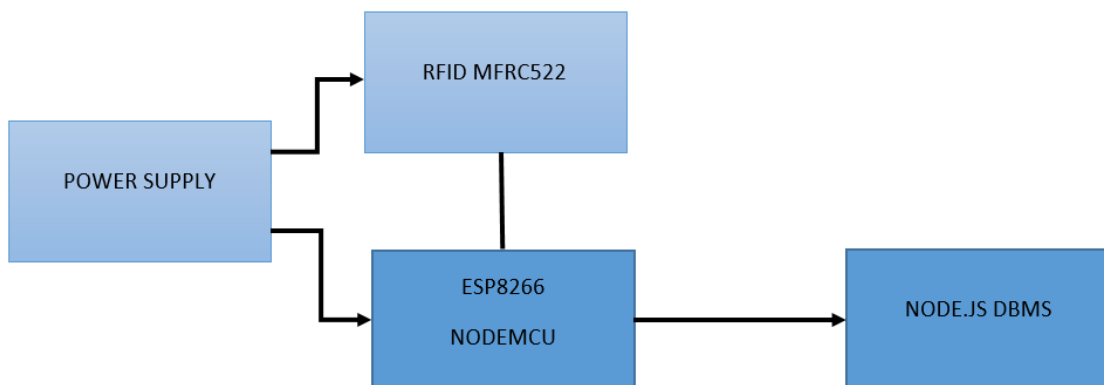 RFID MFRC522
POWER SUPPLY
ESP8266
NODEMCU
NODE.JS DBMS